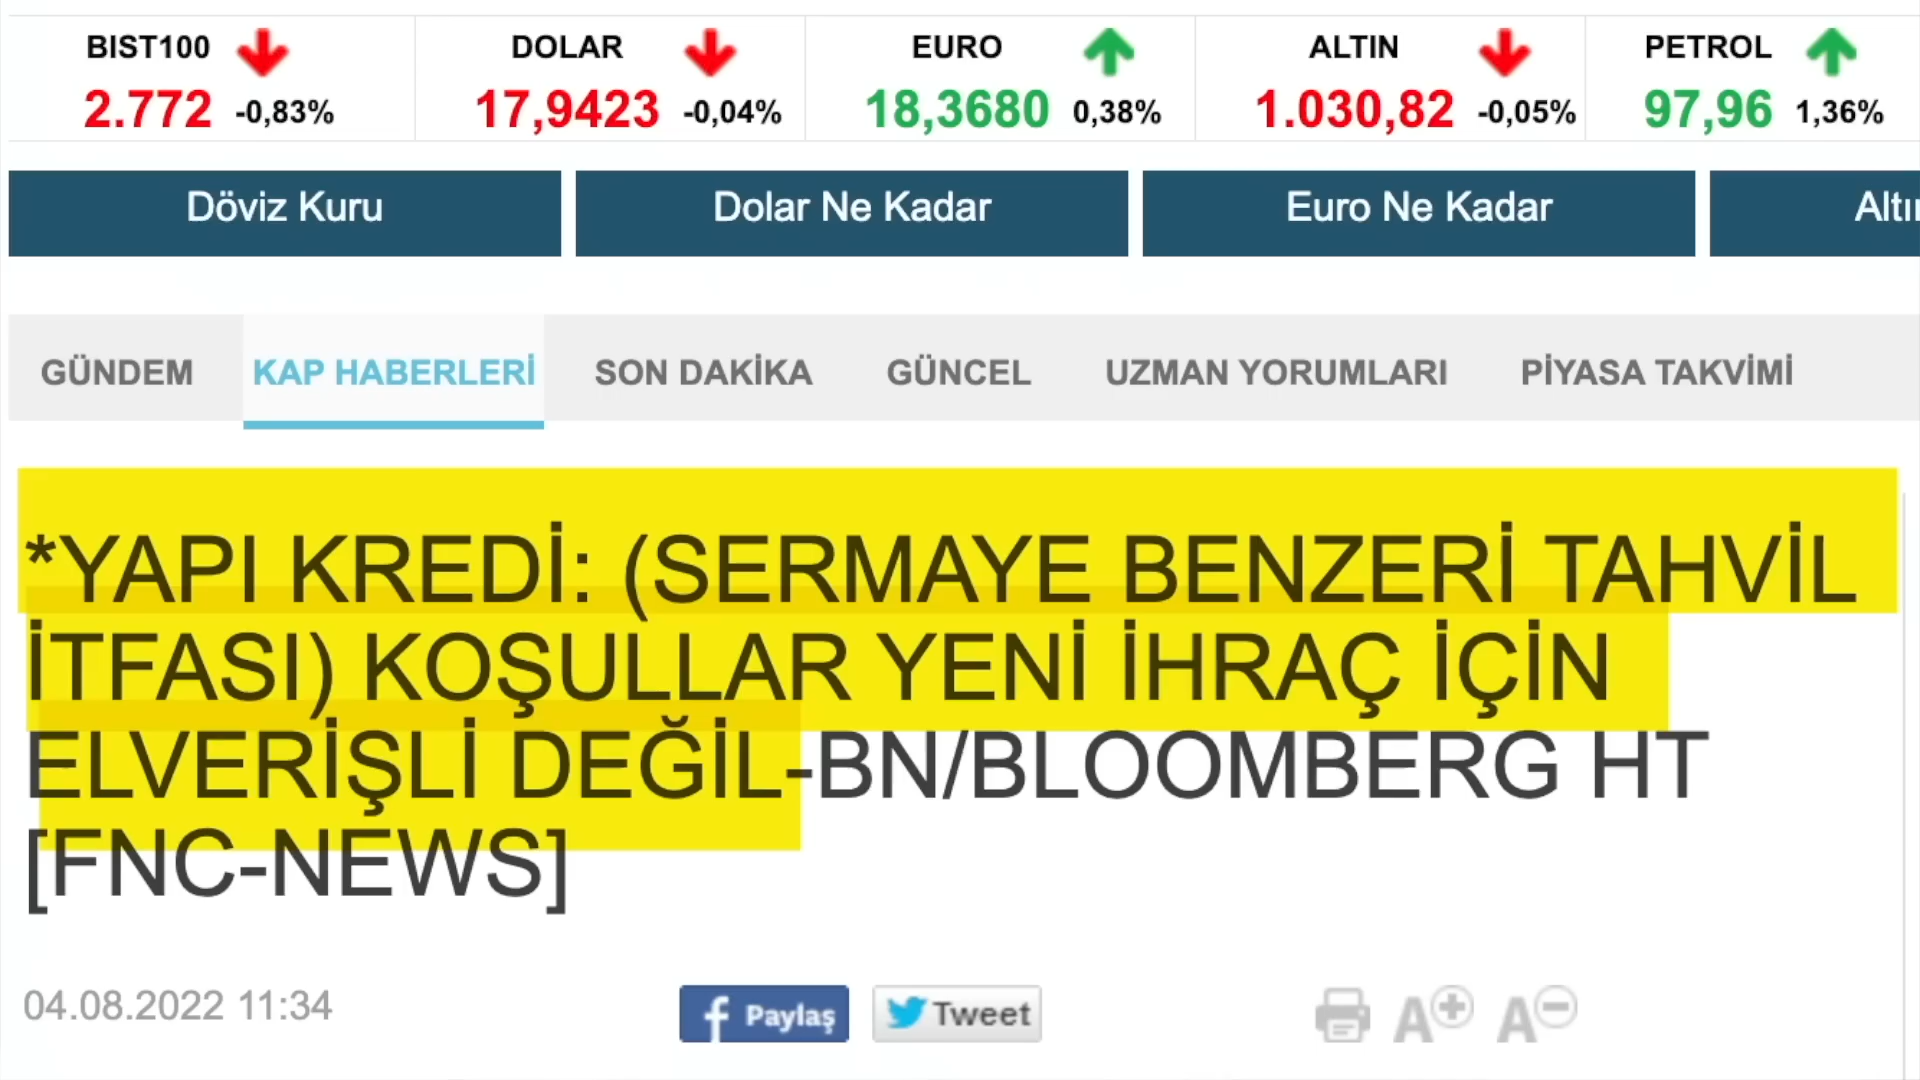 BIST100 DOLAR EURO ALTIN PETROL
2.772 -0,83% 17,9423 -0,04% 18,3680 0,38% 1.030,82 -0,05% 97,96 1,36%
Döviz Kuru Dolar Ne Kadar Euro Ne Kadar
GÜNDEM KAP HABERLERİ SON DAKİKA GÜNCEL UZMAN YORUMLARI PİYASA TAKVİMİ
*YAPI KREDİ: (SERMAYE BENZERİ TAHVİL
İTFASI) KOŞULLAR YENİ İHRAÇ İÇİN
ELVERİŞLİ DEĞİL-BN/BLOOMBERG HT
[FNC-NEWS]
04.08.2022 11:34 f Paylaş Tweet A+ A-